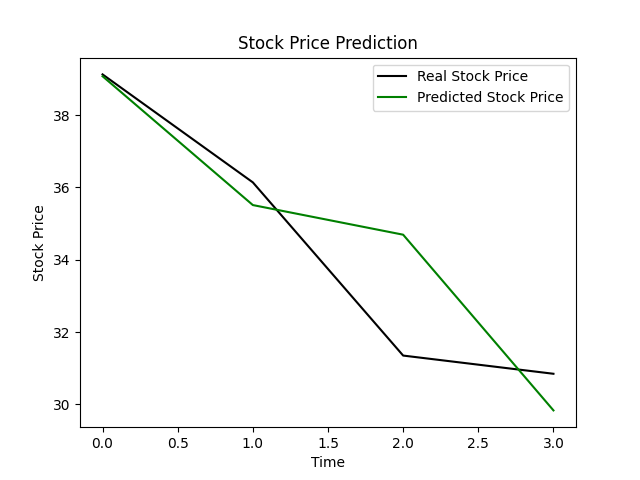 Stock Price Prediction
Real Stock Price
Predicted Stock Price
Stock Price
38
36
34
32
30
0.0 0.5 1.0 1.5 2.0 2.5 3.0
Time